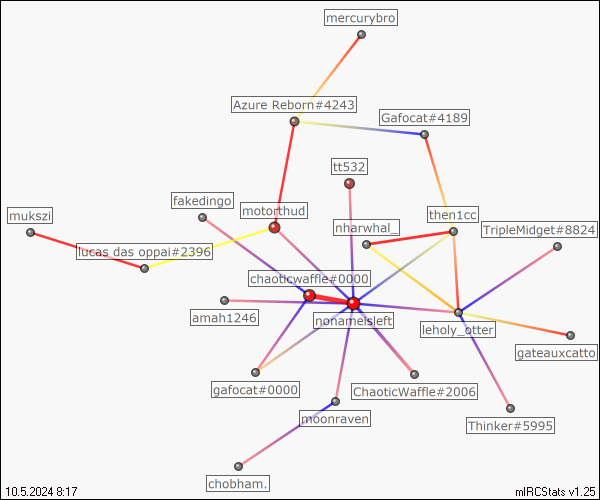 mercurybro
Azure Reborn#4243
Gafocat#4189
tt532
fakedingo
motorthud
mukszi
then1cc
nharwhal_
TripleMidget#8824
lucas das oppai#2396
chaoticwaffle#0000
amah1246
nonameisleft
leholy_otter
gateauxcatto
gafocat#0000
ChaoticWaffle#2006
moonraven
Thinker#5995
chobham.
10.5.2024 8:17
mIRCStats v1.25